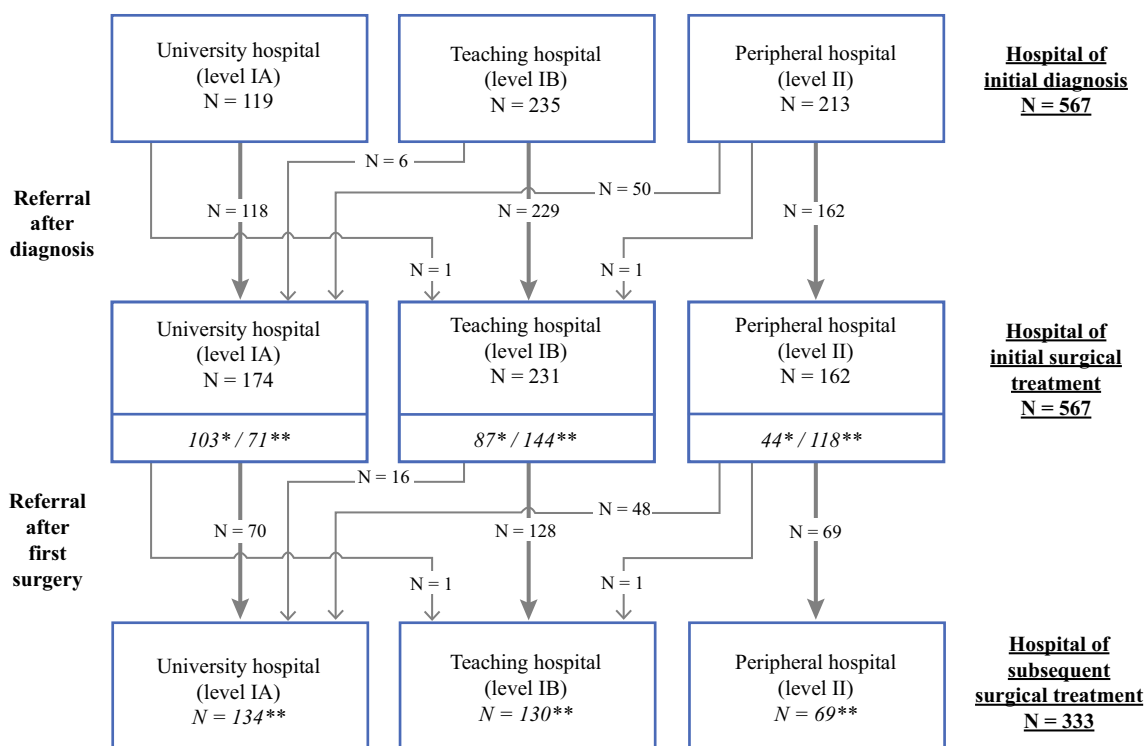 University hospital
(level IA)
N = 119
Teaching hospital
(level IB)
N = 235
Peripheral hospital
(level II)
N = 213
Hospital of
initial diagnosis
N = 567
Referral
after
diagnosis
N = 6
N = 50
N = 118
N = 229
N = 162
N = 1
N = 1
University hospital
(level IA)
N = 174
Teaching hospital
(level IB)
N = 231
Peripheral hospital
(level II)
N = 162
Hospital of
initial surgical
treatment
N = 567
103* / 71**
87* / 144**
44* / 118**
Referral
after
first
surgery
N = 16
N = 48
N = 70
N = 128
N = 69
N = 1
N = 1
University hospital
(level IA)
N = 134**
Teaching hospital
(level IB)
N = 130**
Peripheral hospital
(level II)
N = 69**
Hospital of
subsequent
surgical treatment
N = 333